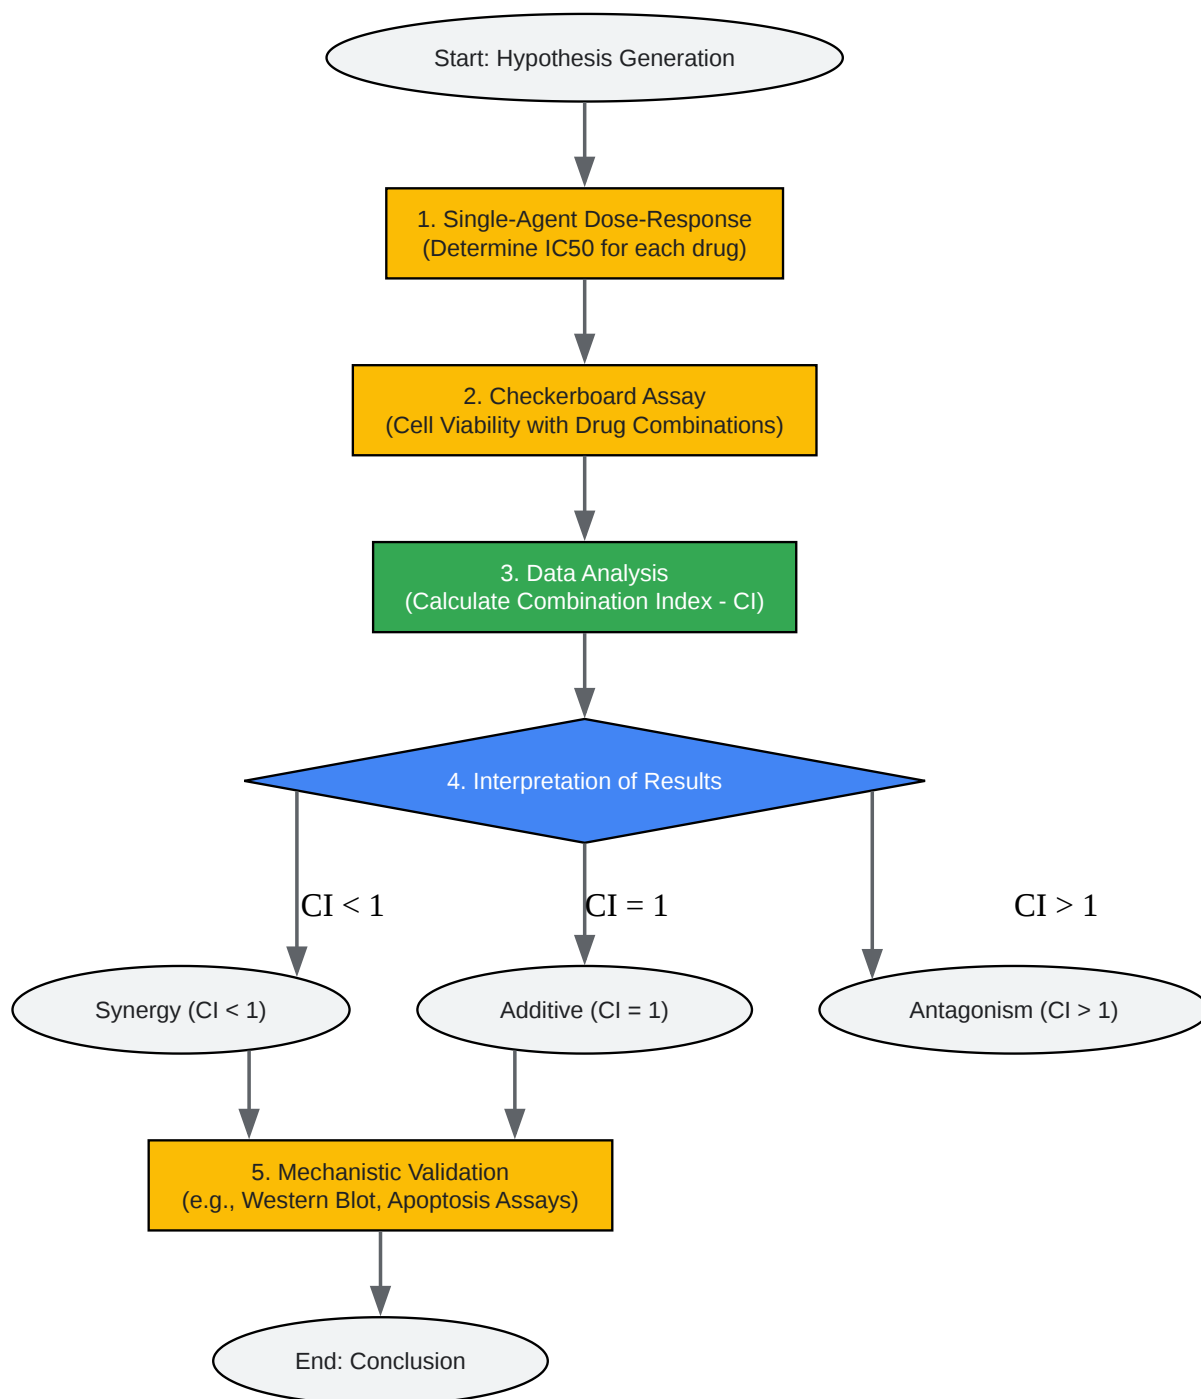 Start: Hypothesis Generation
1. Single-Agent Dose-Response
(Determine IC50 for each drug)
2. Checkerboard Assay
(Cell Viability with Drug Combinations)
3. Data Analysis
(Calculate Combination Index - CI)
4. Interpretation of Results
CI < 1
CI = 1
CI > 1
Synergy (CI < 1)
Additive (CI = 1)
Antagonism (CI > 1)
5. Mechanistic Validation
(e.g., Western Blot, Apoptosis Assays)
End: Conclusion